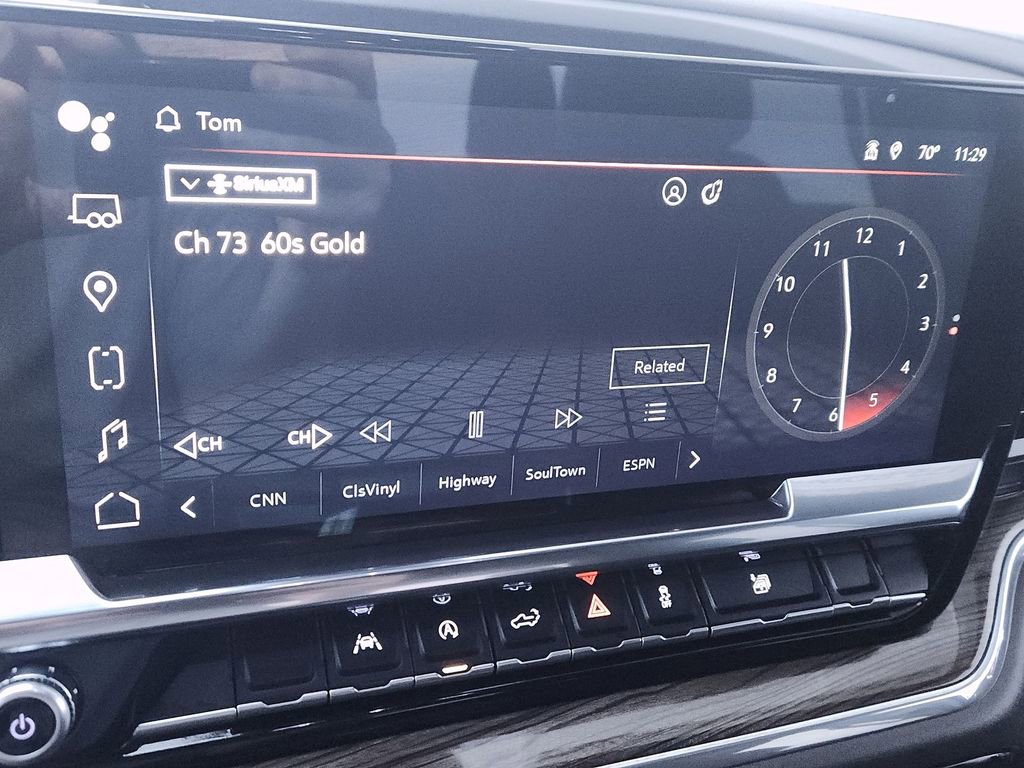 Tom
70° 11:29
SiriusXM
Ch 73 60s Gold
12
11 1
10 2
9 3
8 4
7 5
6
Related
CH CH
CNN ClsVinyl Highway SoulTown ESPN